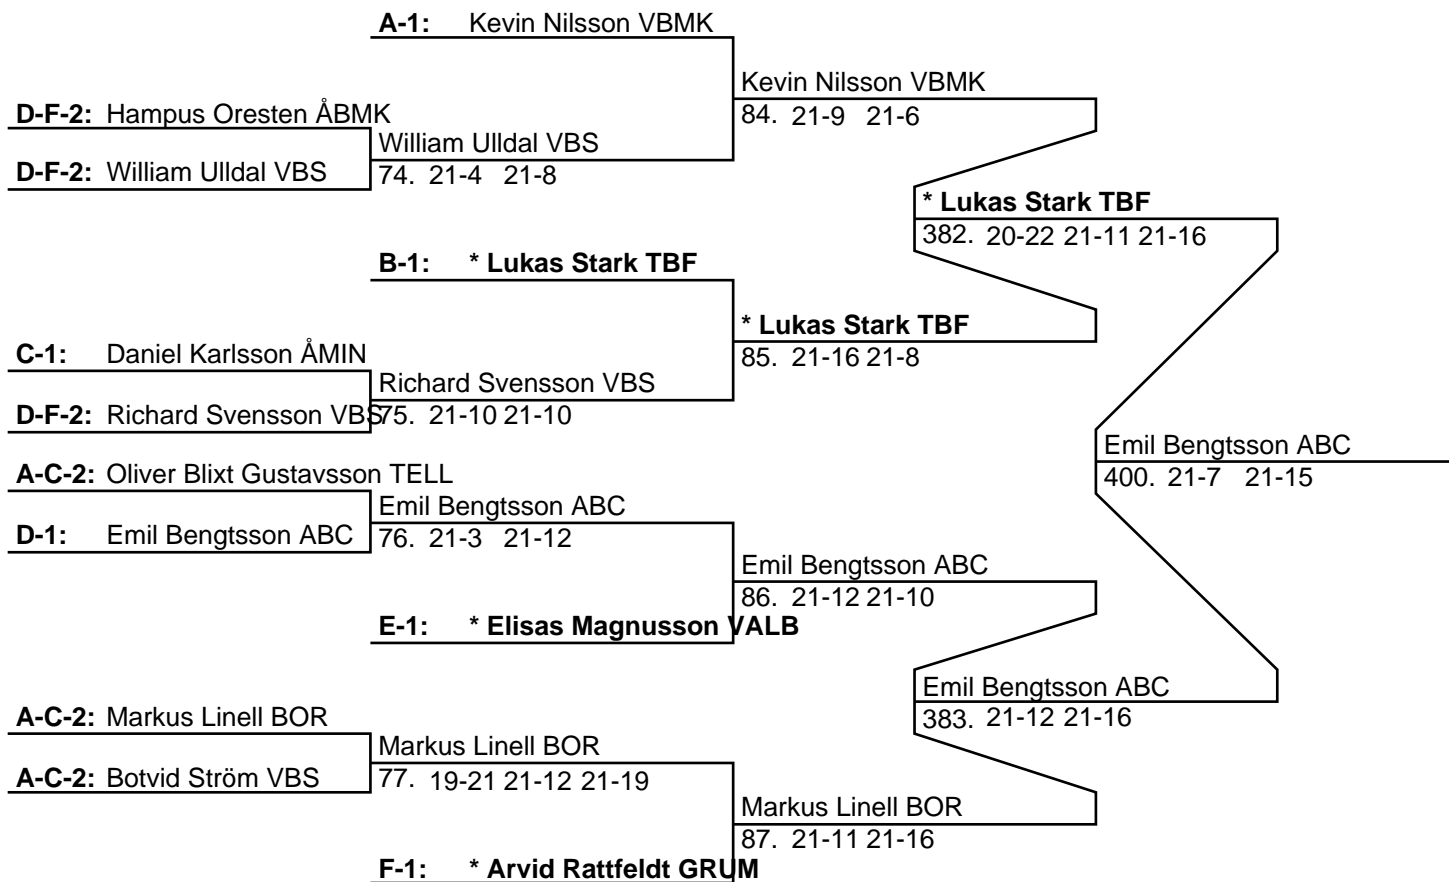 A-1: Kevin Nilsson VBMK
Kevin Nilsson VBMK
D-F-2: Hampus Oresten ÅBMK
84. 21-9 21-6
William Ulldal VBS
D-F-2: William Ulldal VBS
74. 21-4 21-8
* Lukas Stark TBF
382. 20-22 21-11 21-16
B-1: * Lukas Stark TBF
* Lukas Stark TBF
C-1: Daniel Karlsson ÅMIN
85. 21-16 21-8
Richard Svensson VBS
D-F-2: Richard Svensson VBS
75. 21-10 21-10
Emil Bengtsson ABC
A-C-2: Oliver Blixt Gustavsson TELL
400. 21-7 21-15
Emil Bengtsson ABC
D-1: Emil Bengtsson ABC
76. 21-3 21-12
Emil Bengtsson ABC
86. 21-12 21-10
E-1: * Elisas Magnusson VALB
Emil Bengtsson ABC
A-C-2: Markus Linell BOR
383. 21-12 21-16
Markus Linell BOR
A-C-2: Botvid Ström VBS
77. 19-21 21-12 21-19
Markus Linell BOR
87. 21-11 21-16
F-1: * Arvid Rattfeldt GRUM